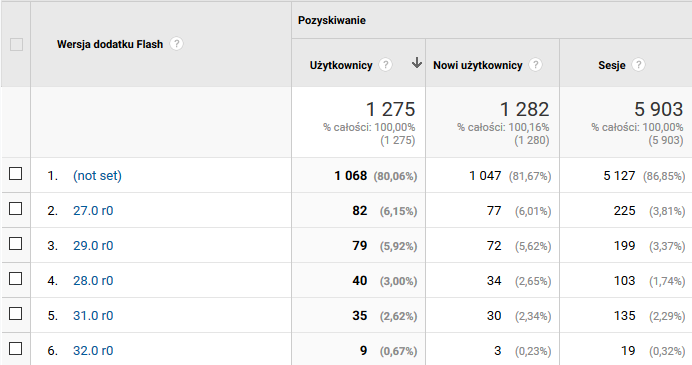 Wersja dodatku Flash ?
Pozyskiwanie
Użytkownicy ? Nowi użytkownicy ? Sesje ?
1 275 1 282 5 903
% całości: 100,00% % całości: 100,16% % całości: 100,00%
(1 275) (1 280) (5 903)
1. (not set) 1 068 (80,06%) 1 047 (81,67%) 5 127 (86,85%)
2. 27.0 r0 82 (6,15%) 77 (6,01%) 225 (3,81%)
3. 29.0 r0 79 (5,92%) 72 (5,62%) 199 (3,37%)
4. 28.0 r0 40 (3,00%) 34 (2,65%) 103 (1,74%)
5. 31.0 r0 35 (2,62%) 30 (2,34%) 135 (2,29%)
6. 32.0 r0 9 (0,67%) 3 (0,23%) 19 (0,32%)